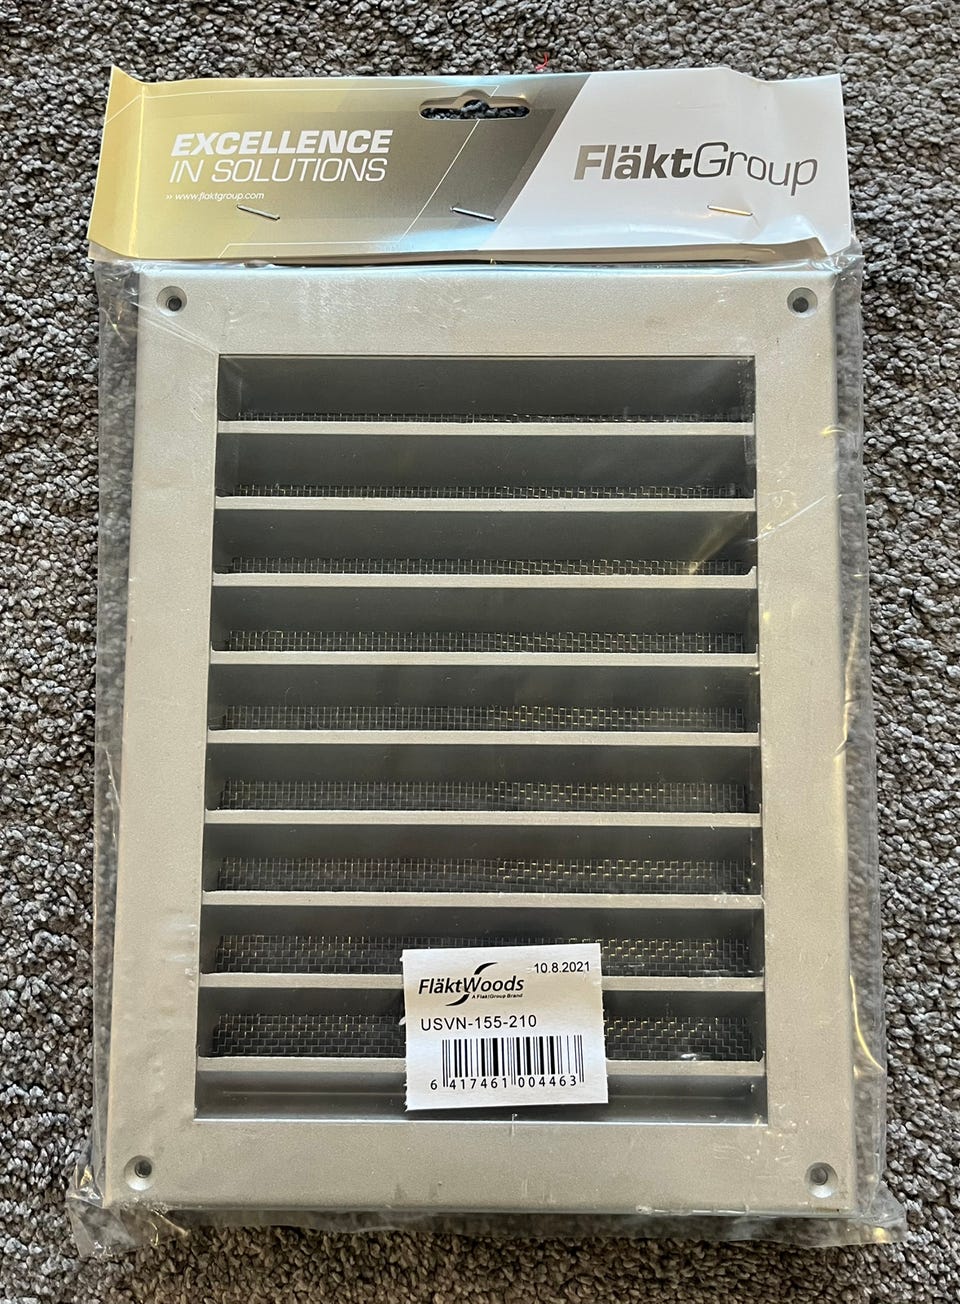 EXCELLENCE
IN SOLUTIONS
›› www.flaktgroup.com
FläktGroup
FläktWoods
A FläktGroup Brand
10.8.2021
USVN-155-210
6 417461 004463